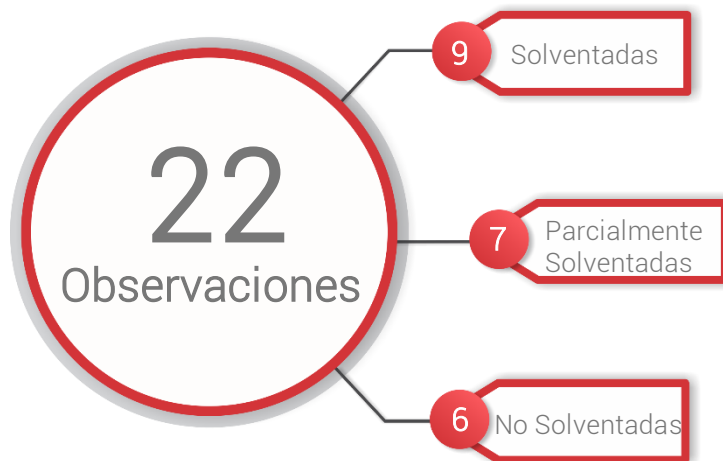 22
Observaciones
9 Solventadas
7 Parcialmente
Solventadas
6 No Solventadas